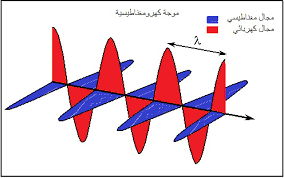 موجة كهرومغناطيسية
مجال مغناطيسي
مجال كهربائي
λ